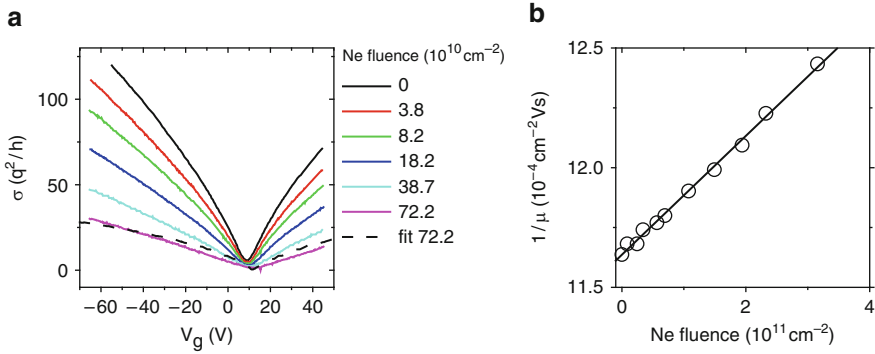 a
b
Ne fluence (10¹⁰cm⁻²)
0
3.8
8.2
18.2
38.7
72.2
fit 72.2
σ (q²/h)
100
50
0
−60 −40 −20 0 20 40
V_g (V)
1/μ (10⁻⁴cm⁻²Vs)
12.5
12.0
11.5
0 2 4
Ne fluence (10¹¹cm⁻²)